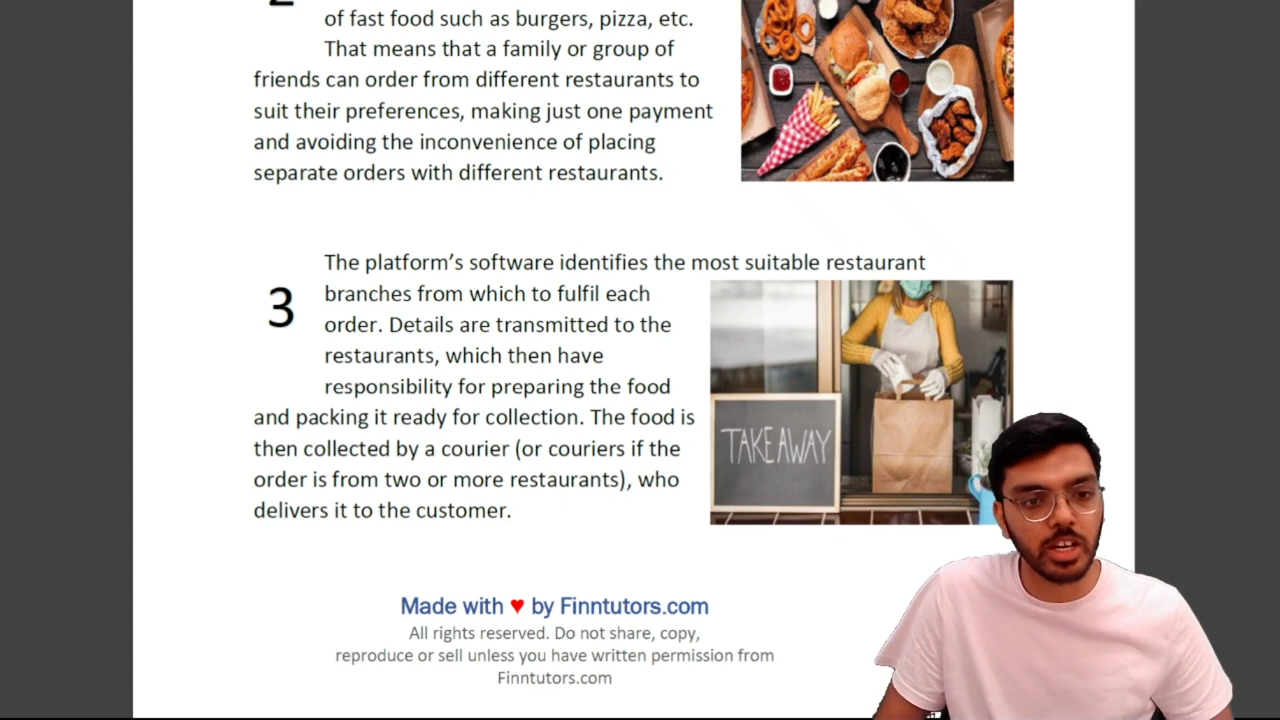 of fast food such as burgers, pizza, etc.
That means that a family or group of
friends can order from different restaurants to
suit their preferences, making just one payment
and avoiding the inconvenience of placing
separate orders with different restaurants.
The platform’s software identifies the most suitable restaurant
3
branches from which to fulfil each
order. Details are transmitted to the
restaurants, which then have
responsibility for preparing the food
and packing it ready for collection. The food is
then collected by a courier (or couriers if the
order is from two or more restaurants), who
delivers it to the customer.
TAKEAWAY
Made with ♥ by Finntutors.com
All rights reserved. Do not share, copy,
reproduce or sell unless you have written permission from
Finntutors.com